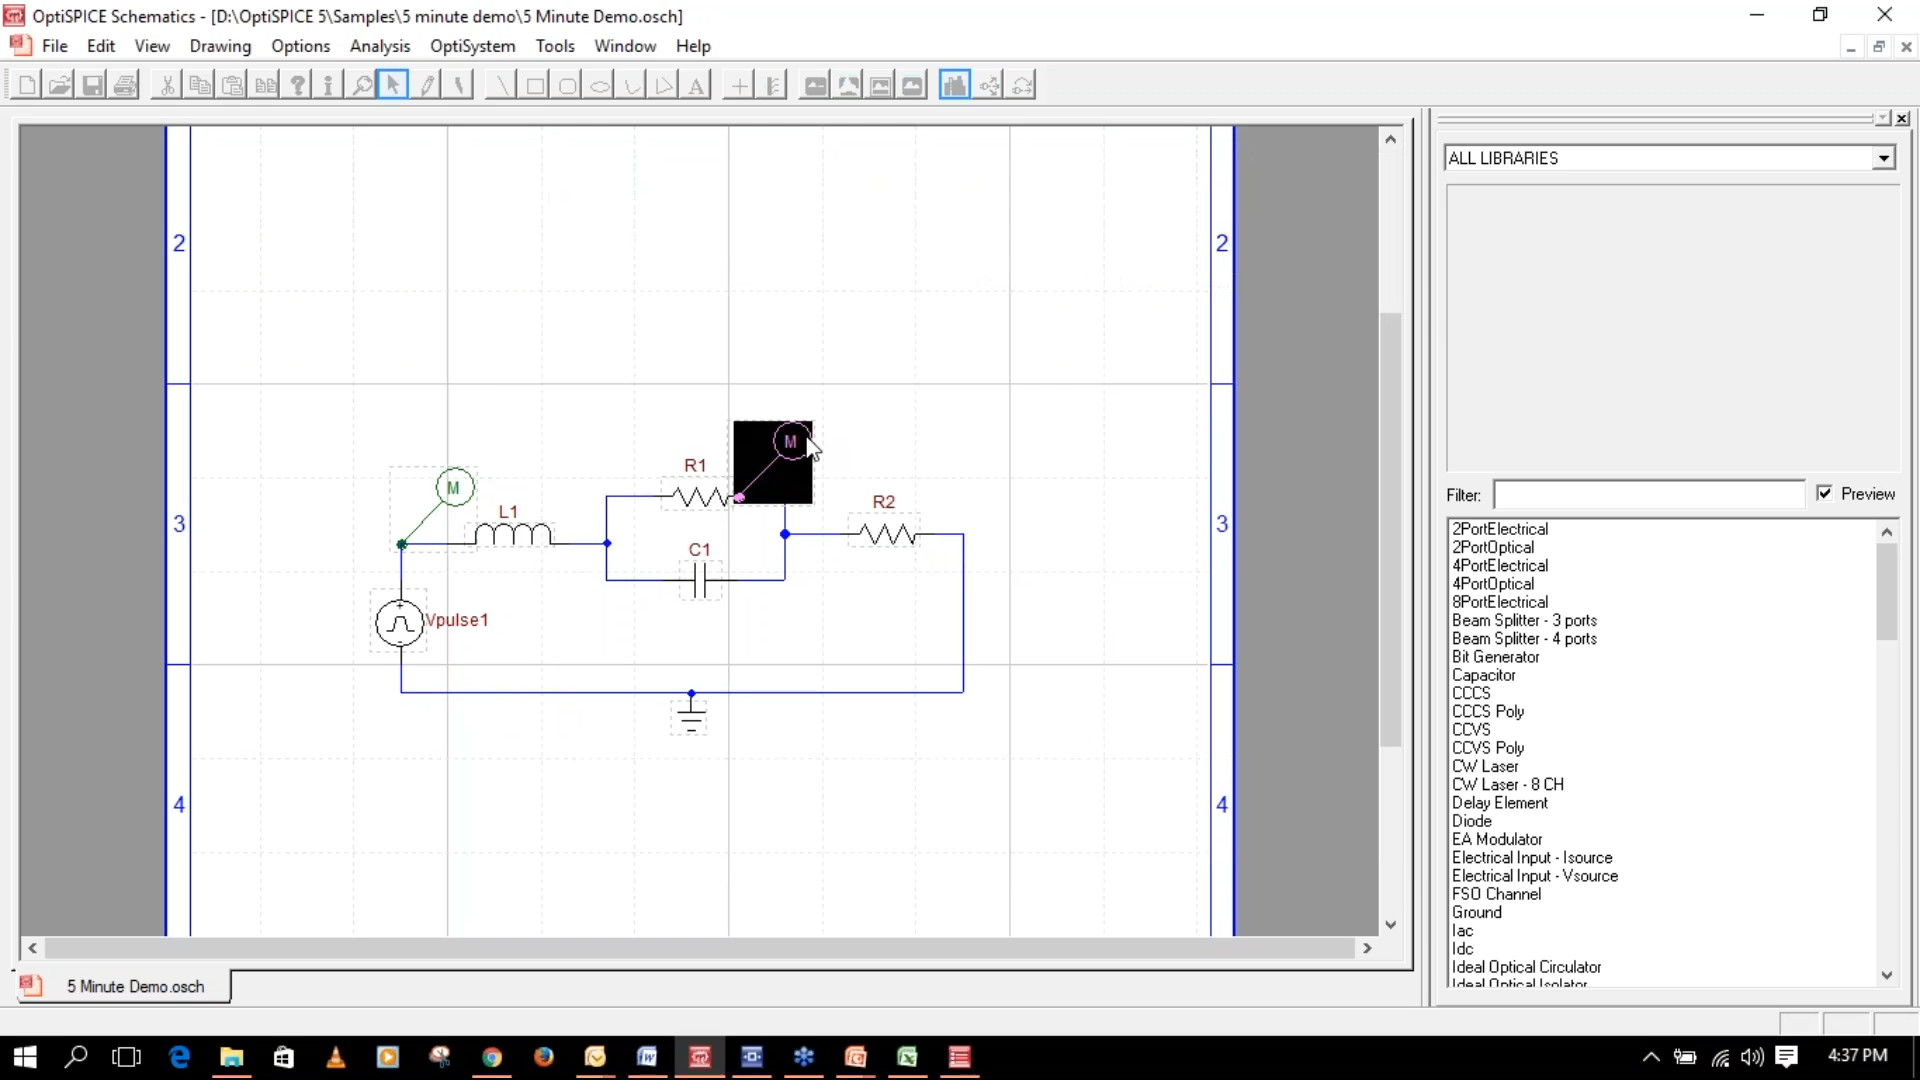 OptiSPICE Schematics - [D:\OptiSPICE 5\Samples\5 minute demo\5 Minute Demo.osch]
File Edit View Drawing Options Analysis OptiSystem Tools Window Help
ALL LIBRARIES
2 2
M
R1
M
L1
R2
3 3
C1
Vpulse1
4 4
Filter: Preview
2PortElectrical
2PortOptical
4PortElectrical
4PortOptical
8PortElectrical
Beam Splitter - 3 ports
Beam Splitter - 4 ports
Bit Generator
Capacitor
CCCS
CCCS Poly
CCVS
CCVS Poly
CW Laser
CW Laser - 8 CH
Delay Element
Diode
EA Modulator
Electrical Input - Isource
Electrical Input - Vsource
FSO Channel
Ground
Iac
Idc
Ideal Optical Circulator
Ideal Optical Isolator
5 Minute Demo.osch
4:37 PM